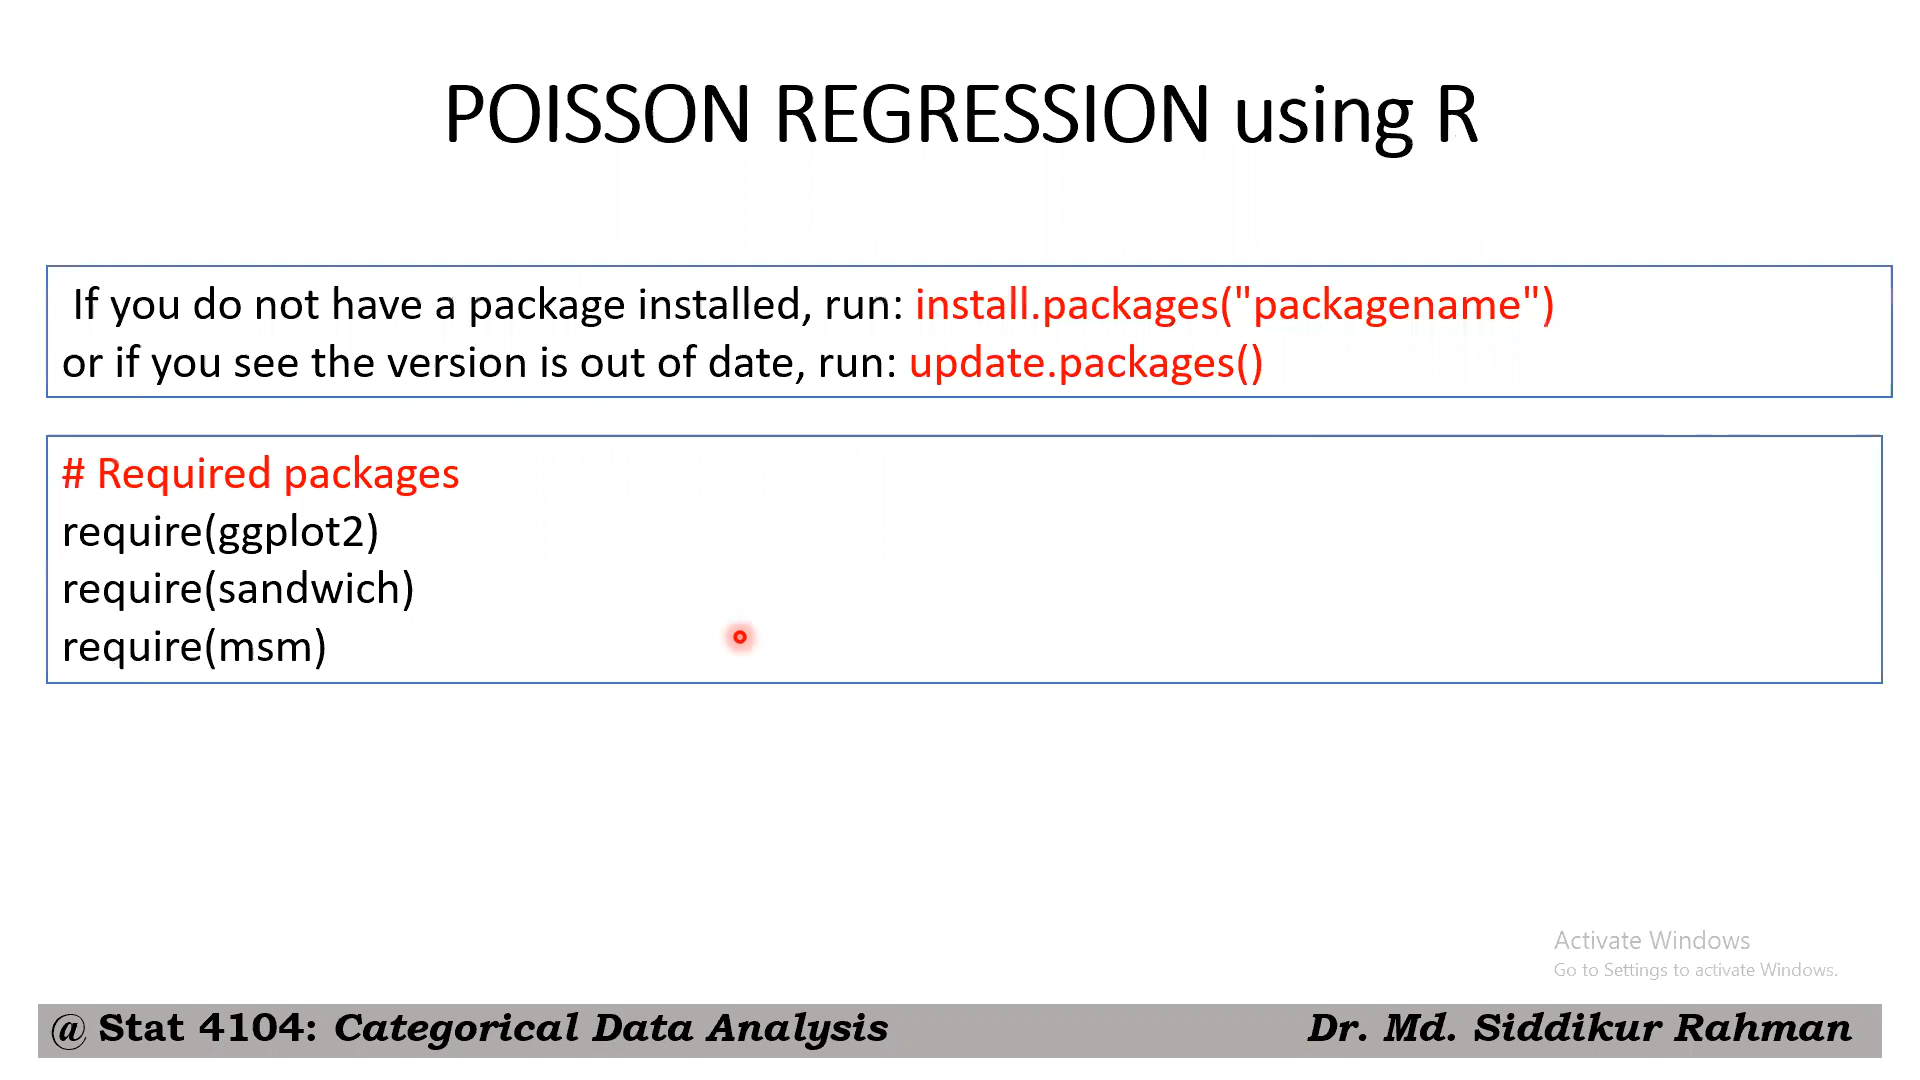 POISSON REGRESSION using R
If you do not have a package installed, run: install.packages("packagename")
or if you see the version is out of date, run: update.packages()
# Required packages
require(ggplot2)
require(sandwich)
require(msm)
Activate Windows
Go to Settings to activate Windows.
@ Stat 4104: Categorical Data Analysis
Dr. Md. Siddikur Rahman